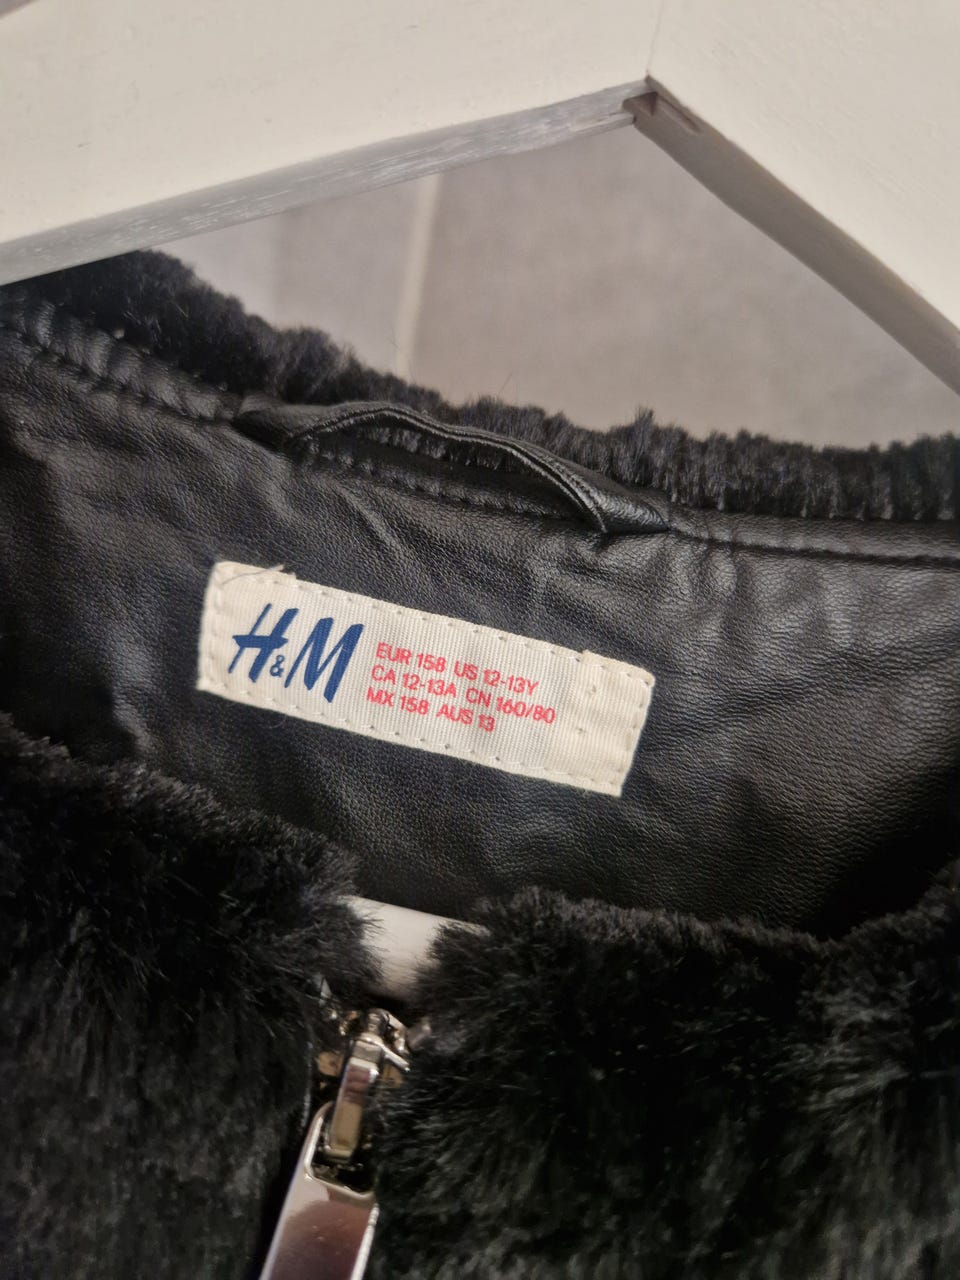 H&M
EUR 158 US 12-13Y
CA 12-13A CN 160/80
MX 158 AUS 13